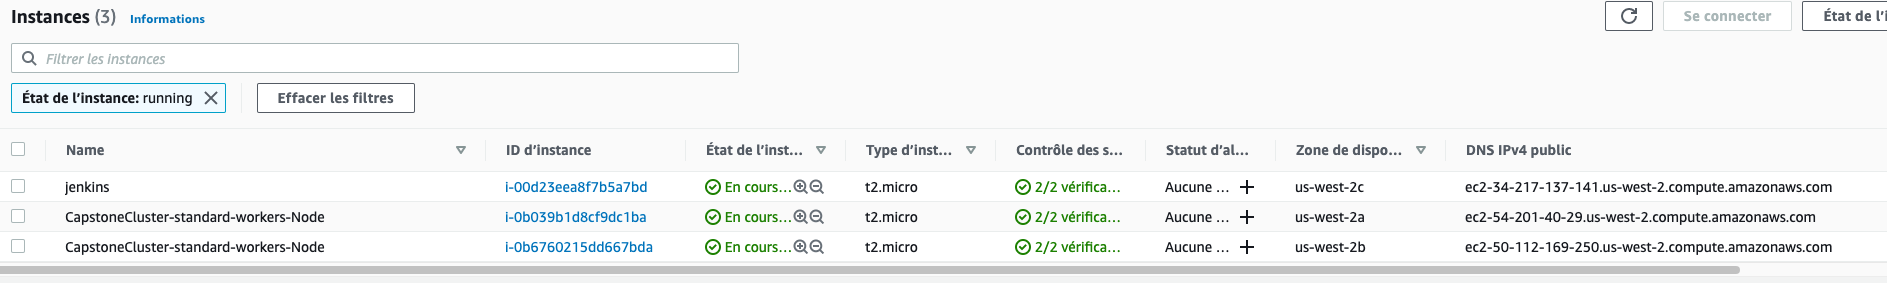 Instances (3) Informations
Se connecter
État de l'i
Filtrer les instances
État de l'instance: running
Effacer les filtres
Name ID d'instance État de l'inst... Type d'inst... Contrôle des s... Statut d'al... Zone de dispo... DNS IPv4 public
jenkins i-00d23eea8f7b5a7bd En cours... t2.micro 2/2 vérifica... Aucune ... us-west-2c ec2-34-217-137-141.us-west-2.compute.amazonaws.com
CapstoneCluster-standard-workers-Node i-0b039b1d8cf9dc1ba En cours... t2.micro 2/2 vérifica... Aucune ... us-west-2a ec2-54-201-40-29.us-west-2.compute.amazonaws.com
CapstoneCluster-standard-workers-Node i-0b6760215dd667bda En cours... t2.micro 2/2 vérifica... Aucune ... us-west-2b ec2-50-112-169-250.us-west-2.compute.amazonaws.com